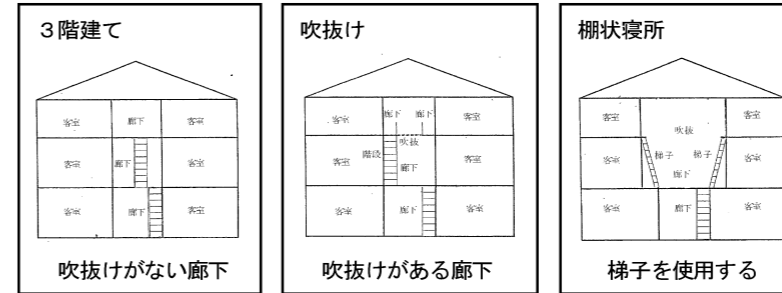 3階建て
客室 廊下 客室
客室 廊下 客室
客室 廊下 客室
吹抜けがない廊下
吹抜け
客室 廊下 廊下 客室
吹抜
客室 階段 廊下 客室
客室 廊下 客室
吹抜けがある廊下
棚状寝所
客室 吹抜 客室
客室 梯子 梯子 客室
廊下
客室 廊下 客室
梯子を使用する